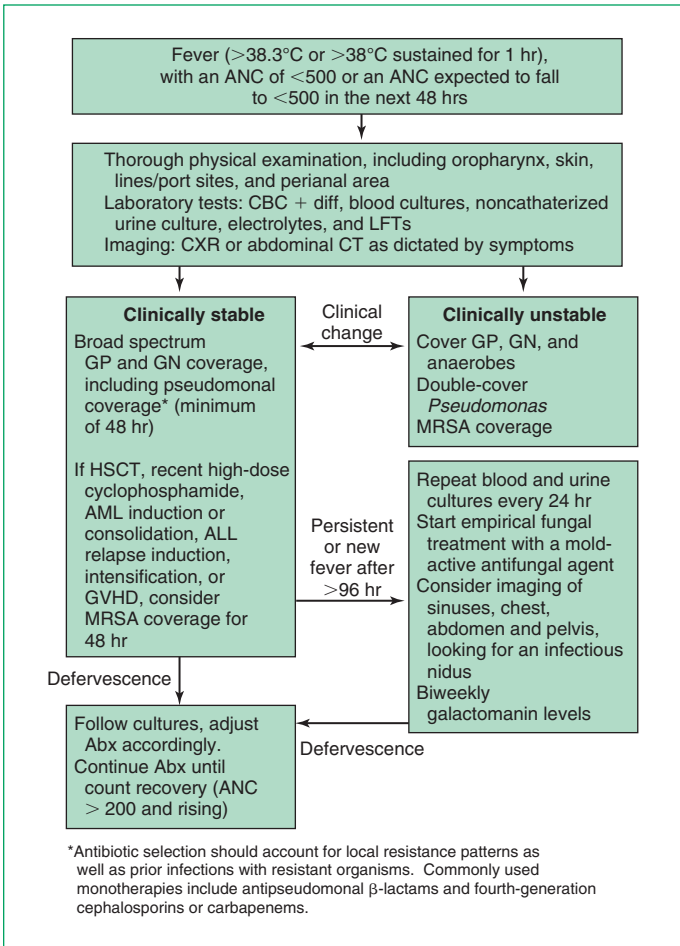 Fever (>38.3°C or >38°C sustained for 1 hr),
with an ANC of <500 or an ANC expected to fall
to <500 in the next 48 hrs
Thorough physical examination, including oropharynx, skin,
lines/port sites, and perianal area
Laboratory tests: CBC + diff, blood cultures, noncathaterized
urine culture, electrolytes, and LFTs
Imaging: CXR or abdominal CT as dictated by symptoms
Clinically stable
Broad spectrum
GP and GN coverage,
including pseudomonal
coverage* (minimum
of 48 hr)
If HSCT, recent high-dose
cyclophosphamide,
AML induction or
consolidation, ALL
relapse induction,
intensification, or
GVHD, consider
MRSA coverage for
48 hr
Clinical
change
Clinically unstable
Cover GP, GN, and
anaerobes
Double-cover
Pseudomonas
MRSA coverage
Persistent
or new
fever after
>96 hr
Repeat blood and urine
cultures every 24 hr
Start empirical fungal
treatment with a mold-
active antifungal agent
Consider imaging of
sinuses, chest,
abdomen and pelvis,
looking for an infectious
nidus
Biweekly
galactomanin levels
Defervescence
Defervescence
Follow cultures, adjust
Abx accordingly.
Continue Abx until
count recovery (ANC
> 200 and rising)
*Antibiotic selection should account for local resistance patterns as
well as prior infections with resistant organisms. Commonly used
monotherapies include antipseudomonal β-lactams and fourth-generation
cephalosporins or carbapenems.